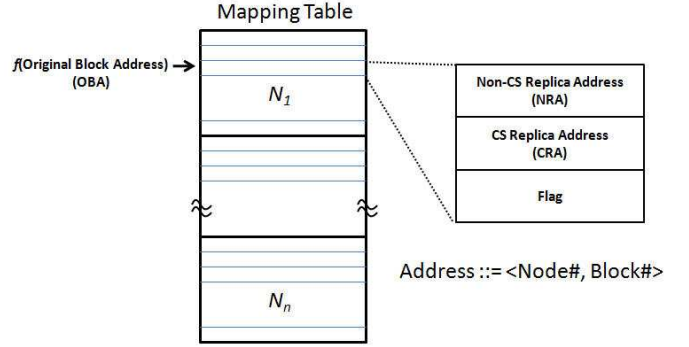 Mapping Table
f(Original Block Address)
(OBA)
N1
Nn
Non-CS Replica Address
(NRA)
CS Replica Address
(CRA)
Flag
Address ::= <Node#, Block#>